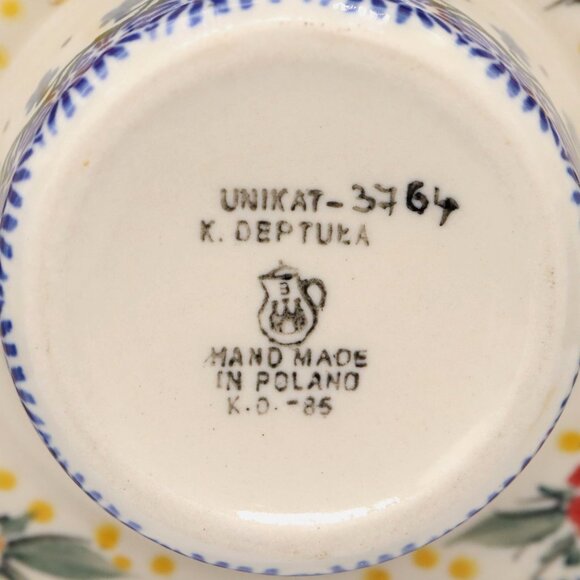 UNIKAT-3764
K. DEPTUŁA
B
HAND MADE
IN POLAND
K.D.-85